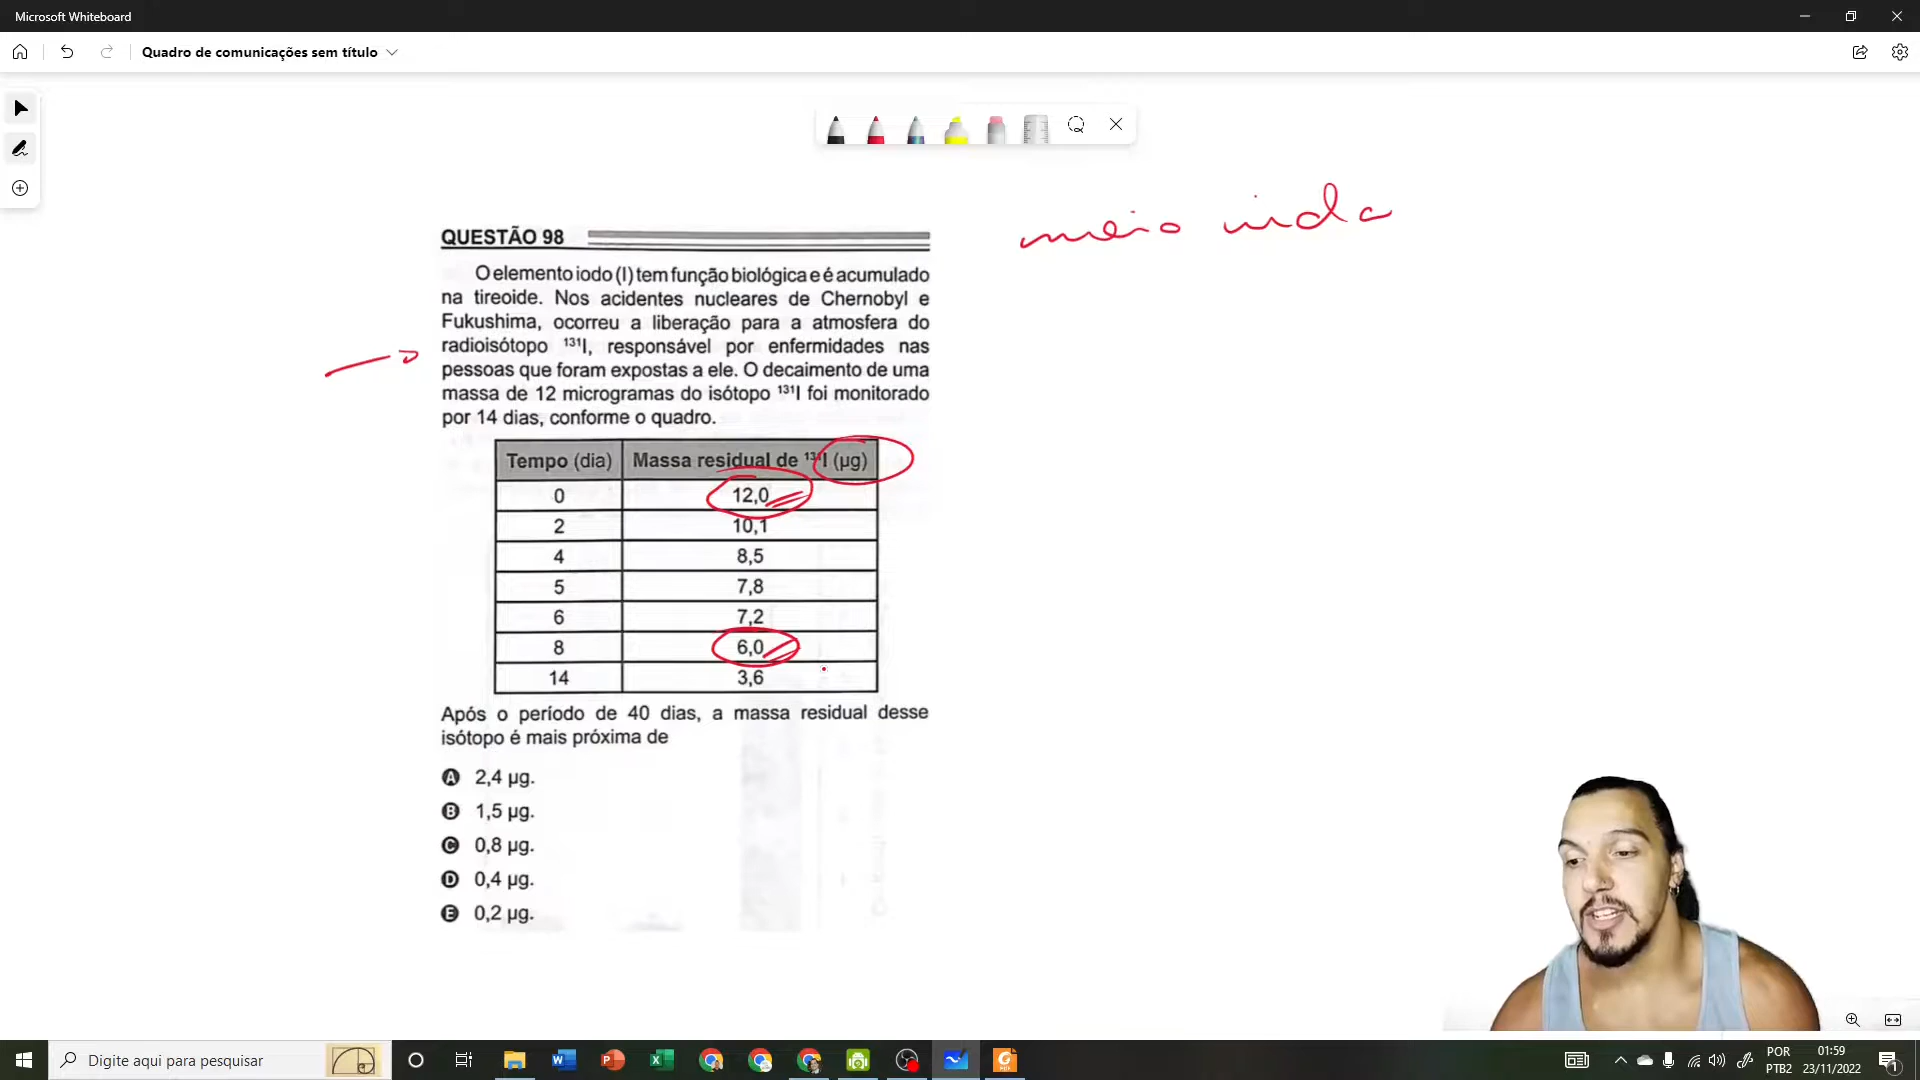 Microsoft Whiteboard
Quadro de comunicações sem título
meio vida
QUESTÃO 98
O elemento iodo (I) tem função biológica e é acumulado
na tireoide. Nos acidentes nucleares de Chernobyl e
Fukushima, ocorreu a liberação para a atmosfera do
radioisótopo ¹³¹I, responsável por enfermidades nas
pessoas que foram expostas a ele. O decaimento de uma
massa de 12 microgramas do isótopo ¹³¹I foi monitorado
por 14 dias, conforme o quadro.
Tempo (dia) Massa residual de ¹³¹I (µg)
0 12,0
2 10,1
4 8,5
5 7,8
6 7,2
8 6,0
14 3,6
Após o período de 40 dias, a massa residual desse
isótopo é mais próxima de
A 2,4 µg.
B 1,5 µg.
C 0,8 µg.
D 0,4 µg.
E 0,2 µg.
Digite aqui para pesquisar
POR
PTB2
01:59
23/11/2022
1